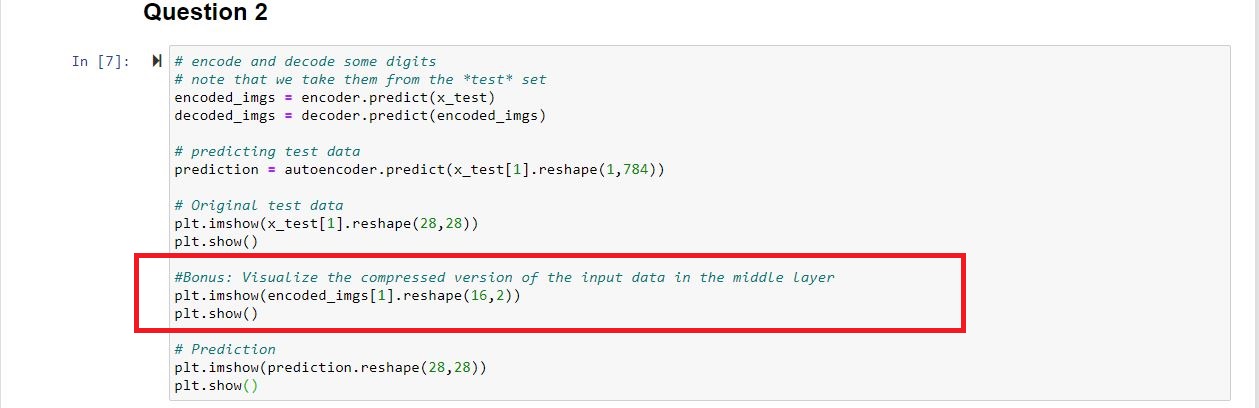 Question 2
In [7]:
# encode and decode some digits
# note that we take them from the *test* set
encoded_imgs = encoder.predict(x_test)
decoded_imgs = decoder.predict(encoded_imgs)
# predicting test data
prediction = autoencoder.predict(x_test[1].reshape(1,784))
# Original test data
plt.imshow(x_test[1].reshape(28,28))
plt.show()
#Bonus: Visualize the compressed version of the input data in the middle layer
plt.imshow(encoded_imgs[1].reshape(16,2))
plt.show()
# Prediction
plt.imshow(prediction.reshape(28,28))
plt.show()